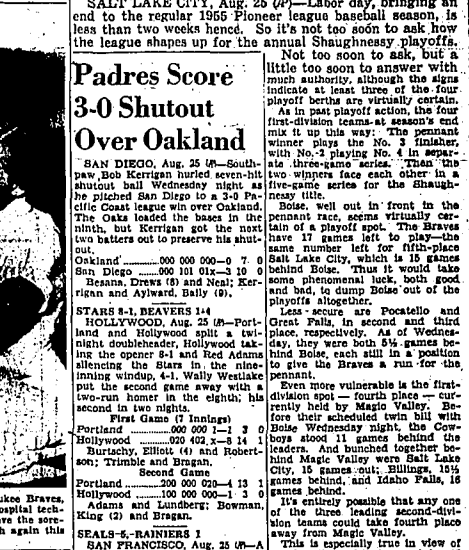 SALT LAKE CITY, Aug. 25 (AP)—Labor day, bringing an
end to the regular 1955 Pioneer league baseball season, is
less than two weeks hence. So it's not too soon to ask how
the league shapes up for the annual Shaughnessy playoffs.
Padres Score
3-0 Shutout
Over Oakland
SAN DIEGO, Aug. 25 (AP)—South-
paw Bob Kerrigan hurled seven-hit
shutout ball Wednesday night as
he pitched San Diego to a 3-0 Pa-
cific Coast league win over Oakland.
The Oaks loaded the bases in the
ninth, but Kerrigan got the next
two batters out to preserve his shut-
out.
Oakland 000 000 000—0 7 0
San Diego 000 101 01x—3 10 0
Besana, Drews (8) and Neal; Ker-
rigan and Aylward, Bally (9).
STARS 8-1, BEAVERS 1-4
HOLLYWOOD, Aug. 25 (AP)—Port-
land and Hollywood split a twi-
night doubleheader, Hollywood tak-
ing the opener 8-1 and Red Adams
silencing the Stars in the nine-
inning windup, 4-1. Wally Westlake
put the second game away with a
two-run homer in the eighth; his
second in two nights.
First Game (7 Innings)
Portland 000 000 1—1 3 0
Hollywood 020 402 x—8 14 1
Burtschy, Elliott (4) and Robert-
son; Trimble and Bragan.
Second Game
Portland 200 000 020—4 13 1
Hollywood 100 000 000—1 3 0
Adams and Lundberg; Bowman,
King (2) and Bragan.
SEALS 5, RAINIERS 1
SAN FRANCISCO, Aug. 25 (AP)—A
Not too soon to ask, but a
little too soon to answer with
much authority, although the signs
indicate at least three of the four
playoff berths are virtually certain.
As in past playoff action, the four
first-division teams at season's end
mix it up this way: The pennant
winner plays the No. 3 finisher,
with No. 2 playing No. 4 in separ-
ate three-game series. Then the
two winners face each other in a
five-game series for the Shaugh-
nessy title.
Boise, well out in front in the
pennant race, seems virtually cer-
tain of a playoff spot. The Braves
have 17 games left to play—the
same number left for fifth-place
Salt Lake City, which is 15 games
behind Boise. Thus it would take
some phenomenal luck, both good
and bad, to dump Boise out of the
playoffs altogether.
Less secure are Pocatello and
Great Falls, in second and third
place, respectively. As of Wednes-
day, they were both 5½ games be-
hind Boise, each still in a position
to give the Braves a run for the
pennant.
Even more vulnerable is the first-
division spot — fourth place — cur-
rently held by Magic Valley. Be-
fore their scheduled twin bill with
Boise Wednesday night, the Cow-
boys stood 11 games behind the
leaders. And bunched together be-
hind Magic Valley were Salt Lake
City, 15 games out; Billings, 15½
games behind, and Idaho Falls, 16
games behind.
It's entirely possible that any one
of the three leading second-divi-
sion teams could take fourth place
away from Magic Valley.
This is especially true in view of
ukee Braves,
ospital tech-
ve the sore-
h again this